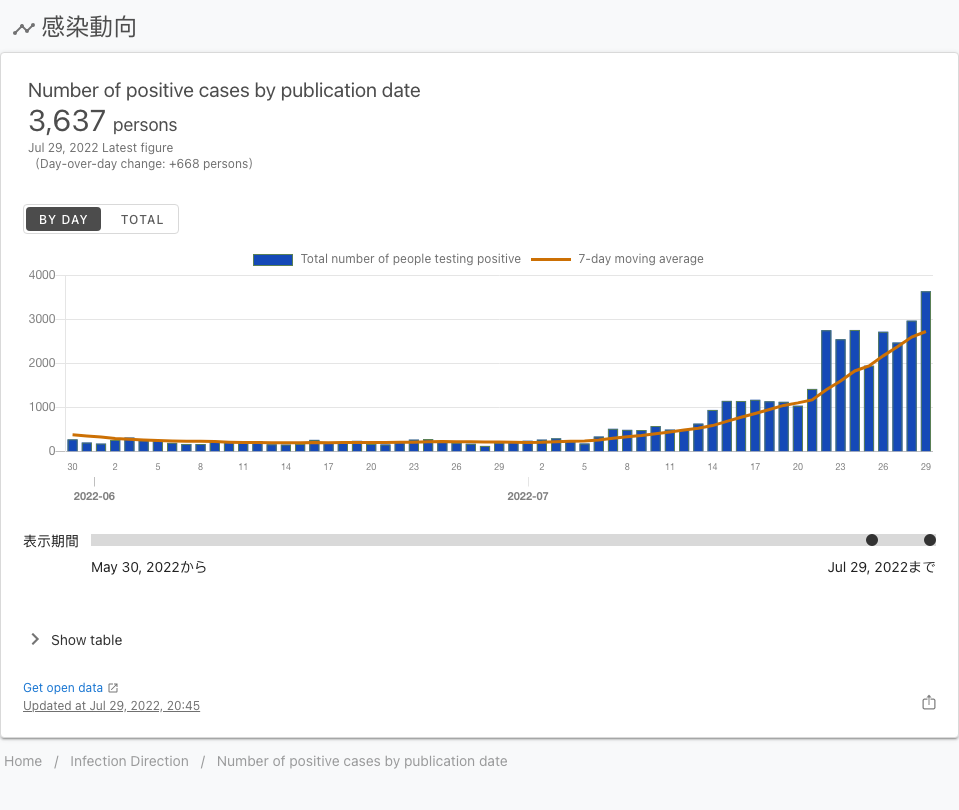 感染動向
Number of positive cases by publication date
3,637 persons
Jul 29, 2022 Latest figure
(Day-over-day change: +668 persons)
BY DAY TOTAL
Total number of people testing positive 7-day moving average
4000
3000
2000
1000
0
30 2 5 8 11 14 17 20 23 26 29 2 5 8 11 14 17 20 23 26 29
2022-06 2022-07
表示期間
May 30, 2022から Jul 29, 2022まで
Show table
Get open data
Updated at Jul 29, 2022, 20:45
Home / Infection Direction / Number of positive cases by publication date